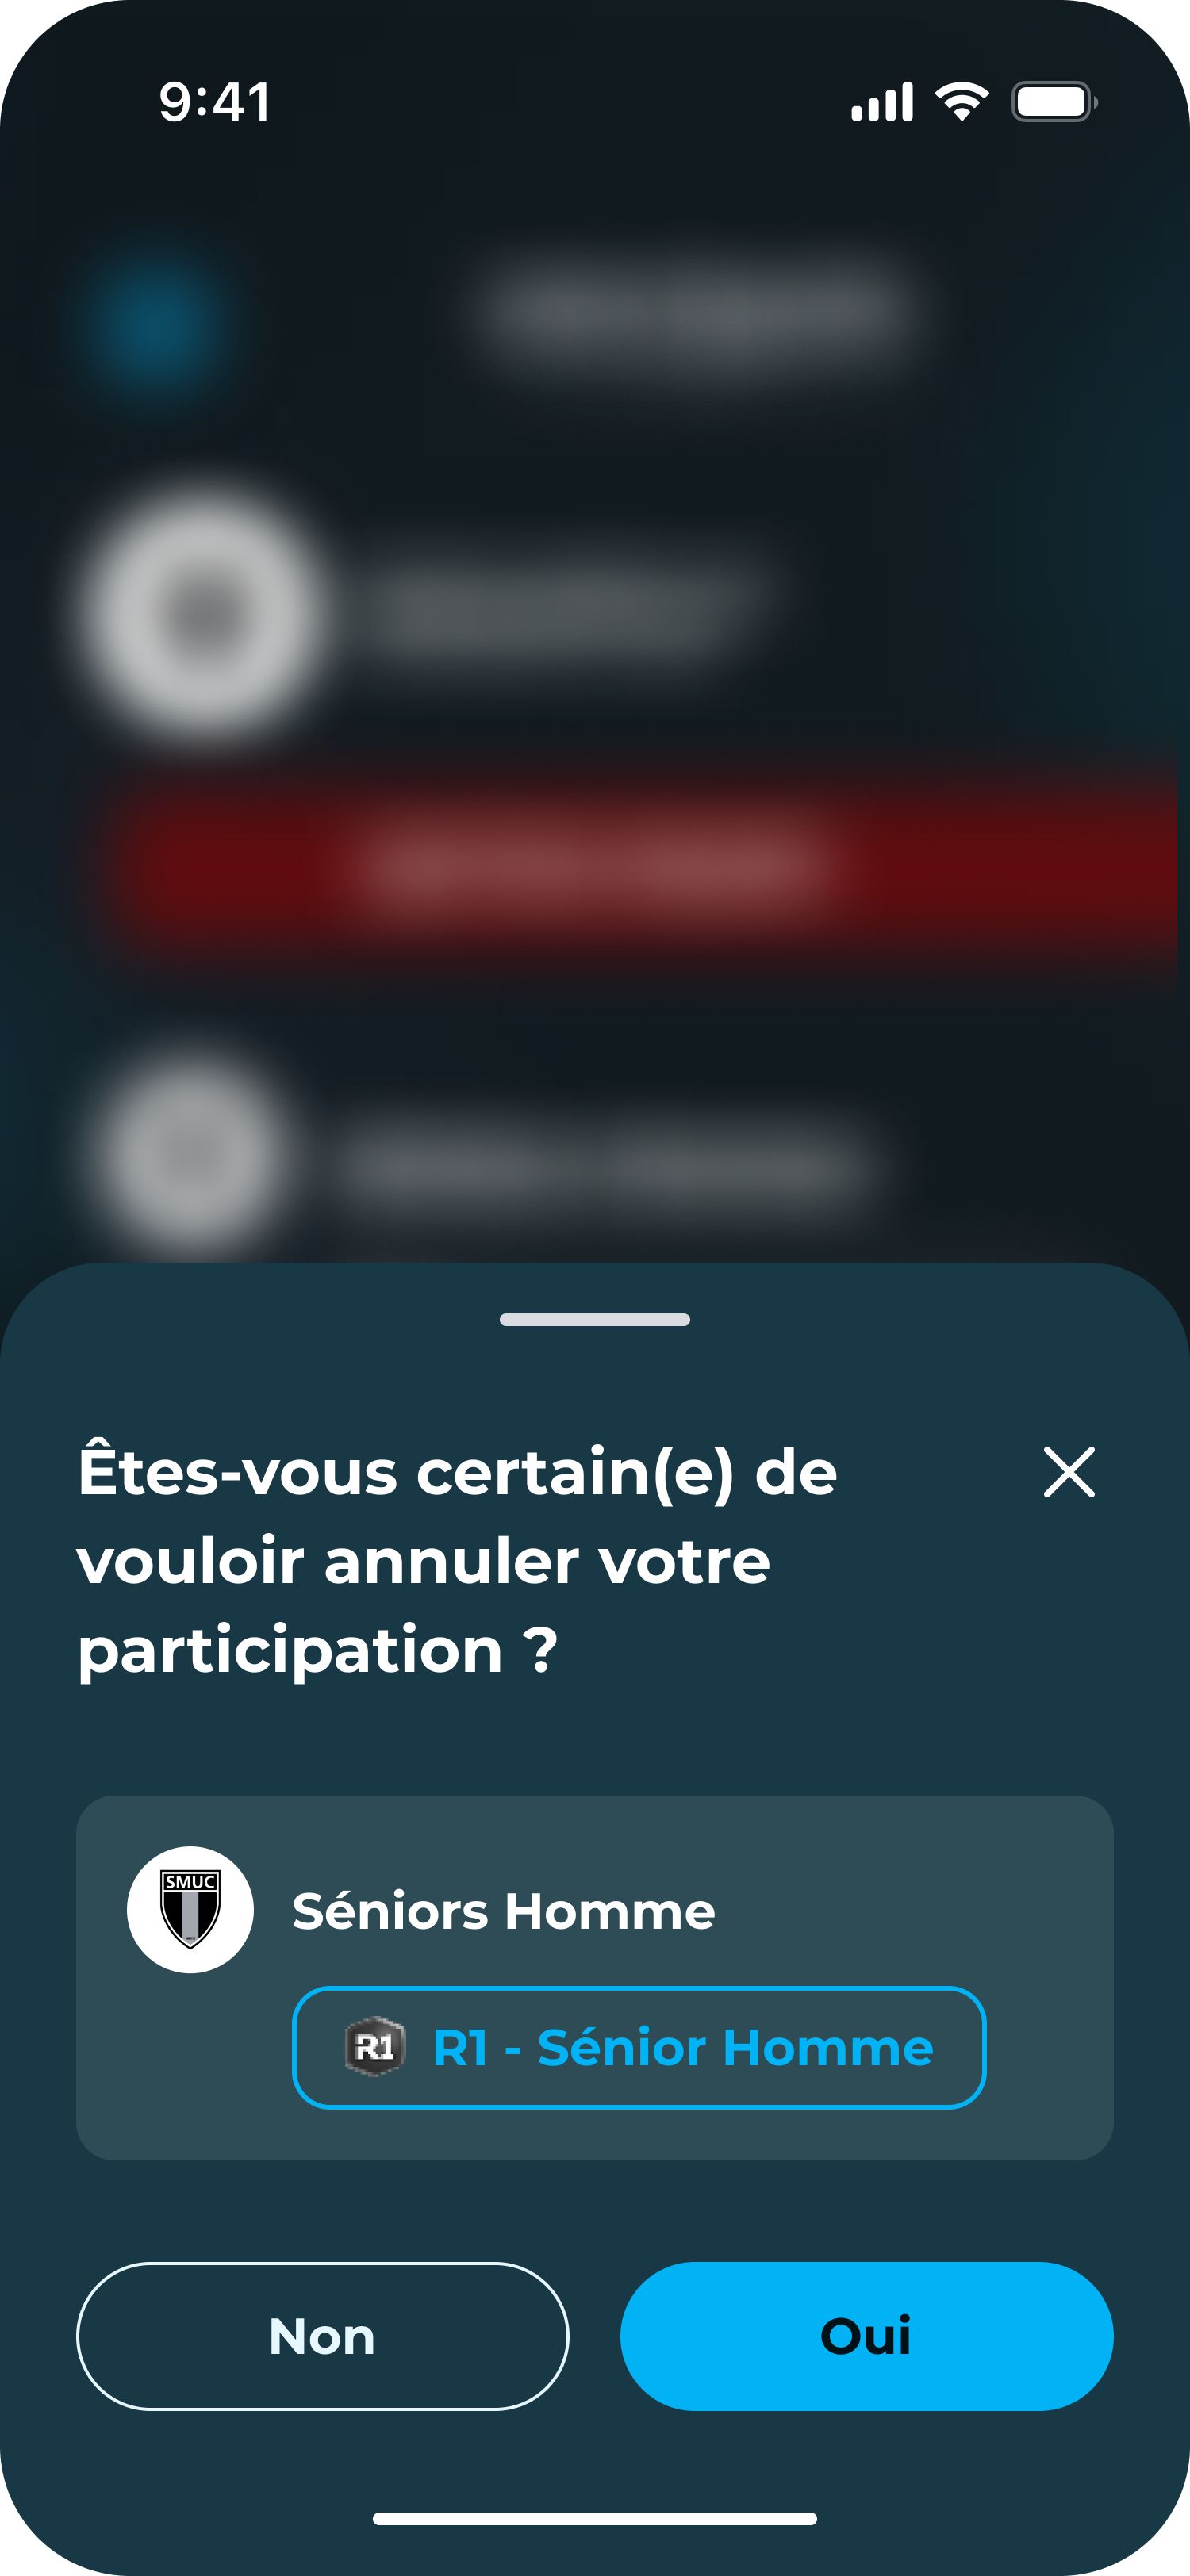 9:41
Êtes-vous certain(e) de
vouloir annuler votre
participation ?
SMUC
Séniors Homme
R1
R1 - Sénior Homme
Non
Oui